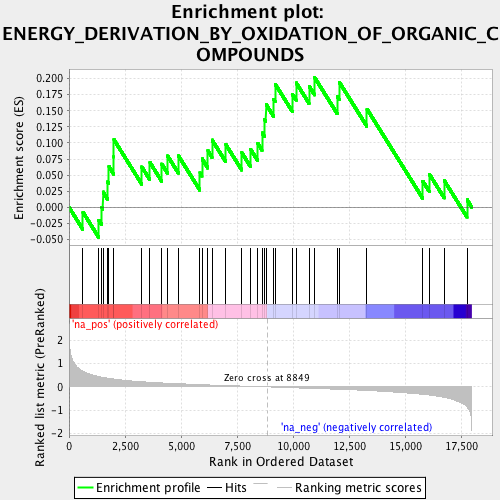 Enrichment plot:
ENERGY_DERIVATION_BY_OXIDATION_OF_ORGANIC_C
OMPOUNDS
Enrichment score (ES)
0.200
0.175
0.150
0.125
0.100
0.075
0.050
0.025
0.000
-0.025
-0.050
'na_pos' (positively correlated)
Ranked list metric (PreRanked)
2
1
0
-1
-2
Zero cross at 8849
'na_neg' (negatively correlated)
0 2,500 5,000 7,500 10,000 12,500 15,000 17,500
Rank in Ordered Dataset
Enrichment profile Hits Ranking metric scores